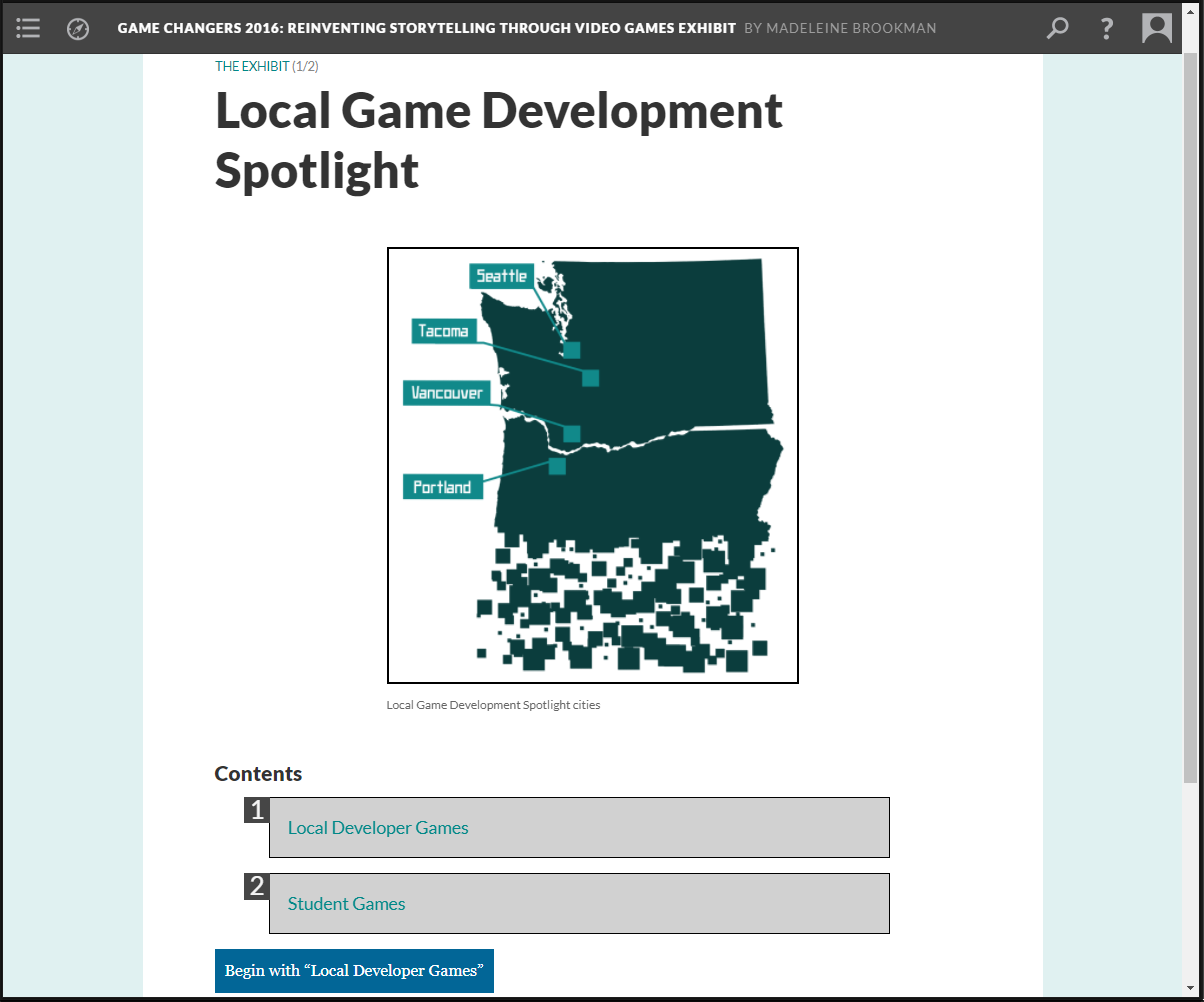 GAME CHANGERS 2016: REINVENTING STORYTELLING THROUGH VIDEO GAMES EXHIBIT BY MADELEINE BROOKMAN
?
THE EXHIBIT (1/2)
Local Game Development
Spotlight
Seattle
Tacoma
Vancouver
Portland
Local Game Development Spotlight cities
Contents
1
Local Developer Games
2
Student Games
Begin with “Local Developer Games”